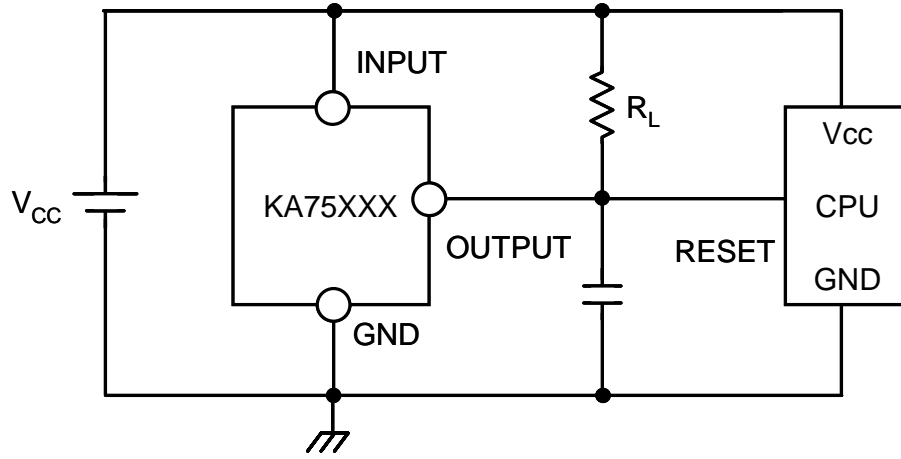 INPUT
R_L
Vcc
V_CC
KA75XXX
CPU
OUTPUT
RESET
GND
GND